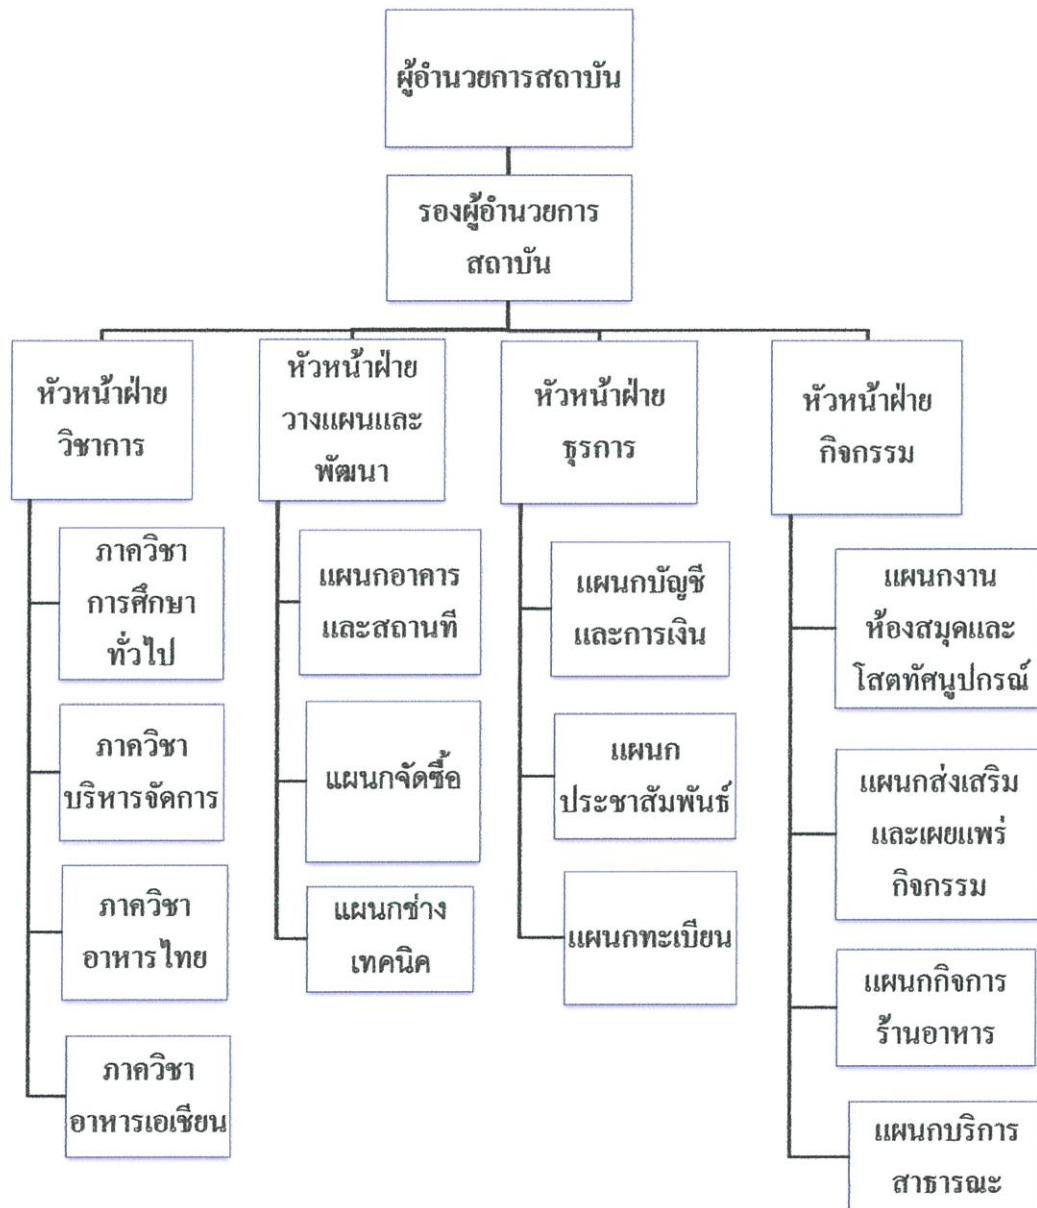 ผู้อำนวยการสถาบัน
รองผู้อำนวยการ
สถาบัน
หัวหน้าฝ่าย
วิชาการ
ภาควิชา
การศึกษา
ทั่วไป
ภาควิชา
บริหารจัดการ
ภาควิชา
อาหารไทย
ภาควิชา
อาหารเอเชียน
หัวหน้าฝ่าย
วางแผนและ
พัฒนา
แผนกอาคาร
และสถานที
แผนกจัดซื้อ
แผนกช่าง
เทคนิค
หัวหน้าฝ่าย
ธุรการ
แผนกบัญชี
และการเงิน
แผนก
ประชาสัมพันธ์
แผนกทะเบียน
หัวหน้าฝ่าย
กิจกรรม
แผนกงาน
ห้องสมุดและ
โสตทัศนูปกรณ์
แผนกส่งเสริม
และเผยแพร่
กิจกรรม
แผนกกิจการ
ร้านอาหาร
แผนกบริการ
สาธารณะ